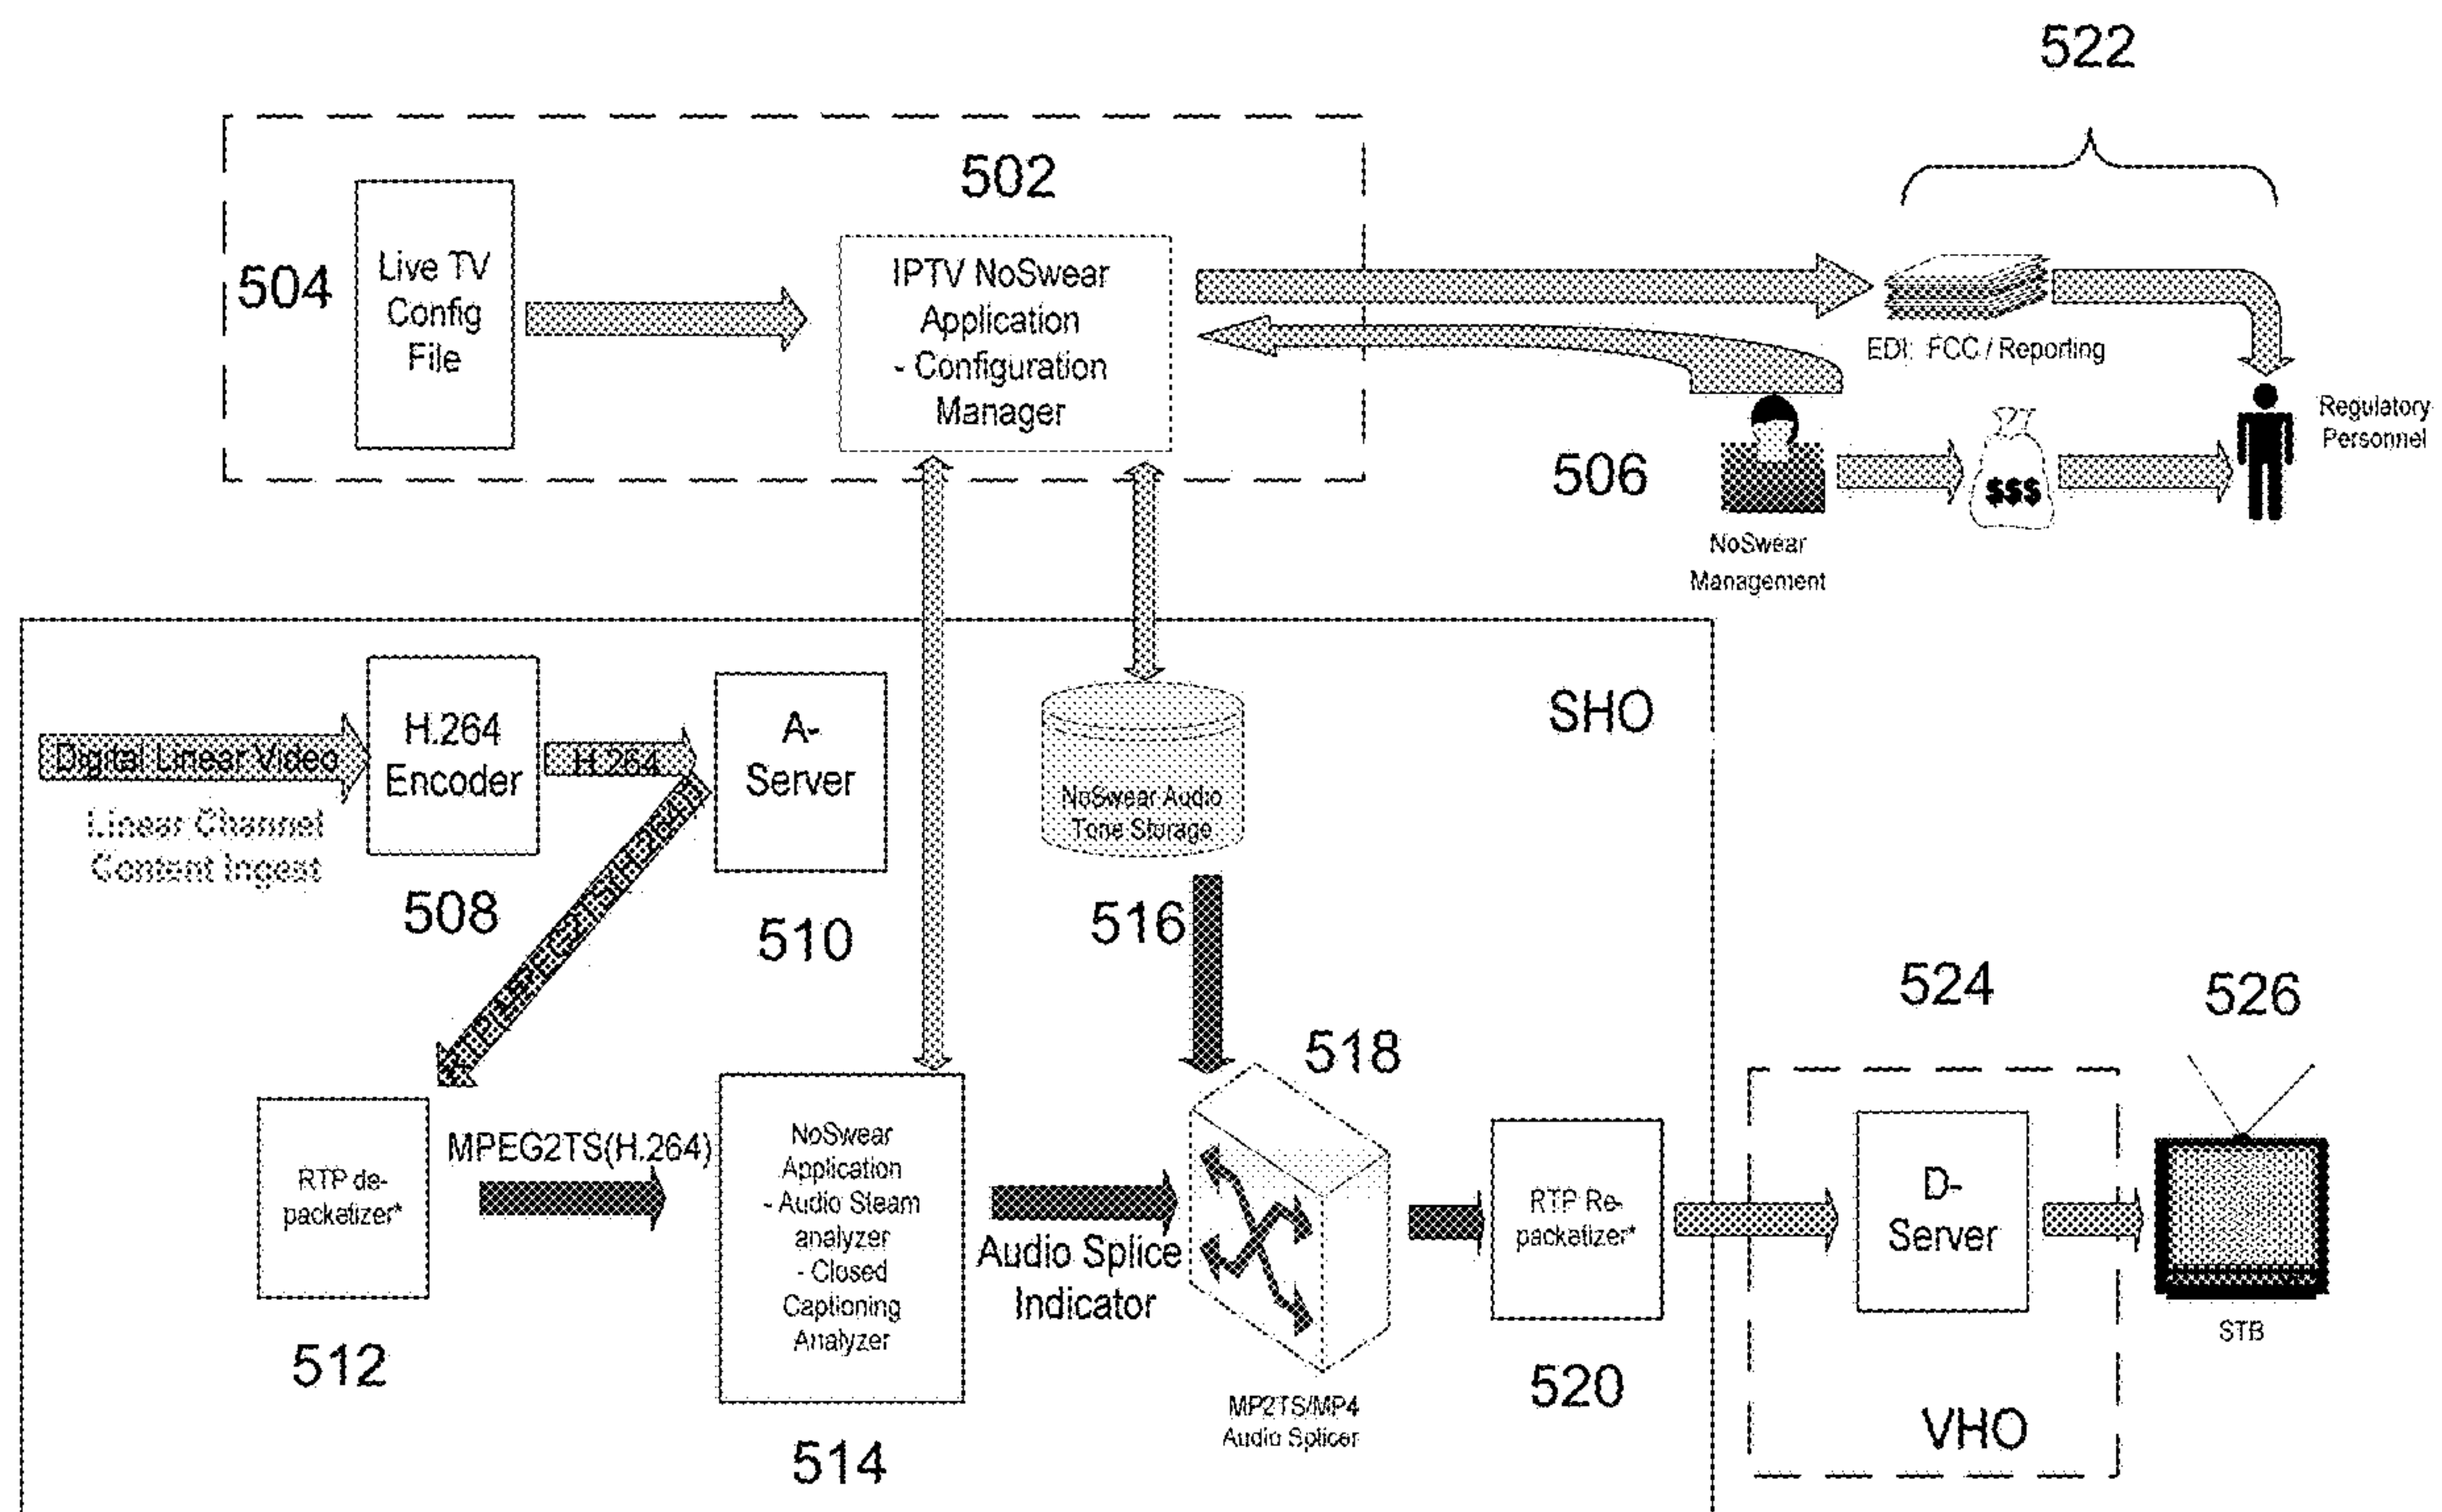 522
502
504
Live TV
Config
File
IPTV NoSwear
Application
- Configuration
Manager
EDI: FCC / Reporting
Regulatory
Personnel
506
$$$
NoSwear
Management
SHO
Digital Linear Video
H.264
Encoder
H.264
A-
Server
Linear Channel
Content Ingest
NoSwear Audio
Tone Storage
508
510
516
518
524
526
RTP de-
packetizer*
MPEG2TS(H.264)
NoSwear
Application
- Audio Steam
analyzer
- Closed
Captioning
Analyzer
Audio Splice
Indicator
RTP Re-
packetizer*
D-
Server
STB
512
514
MP2TS/MP4
Audio Splicer
520
VHO